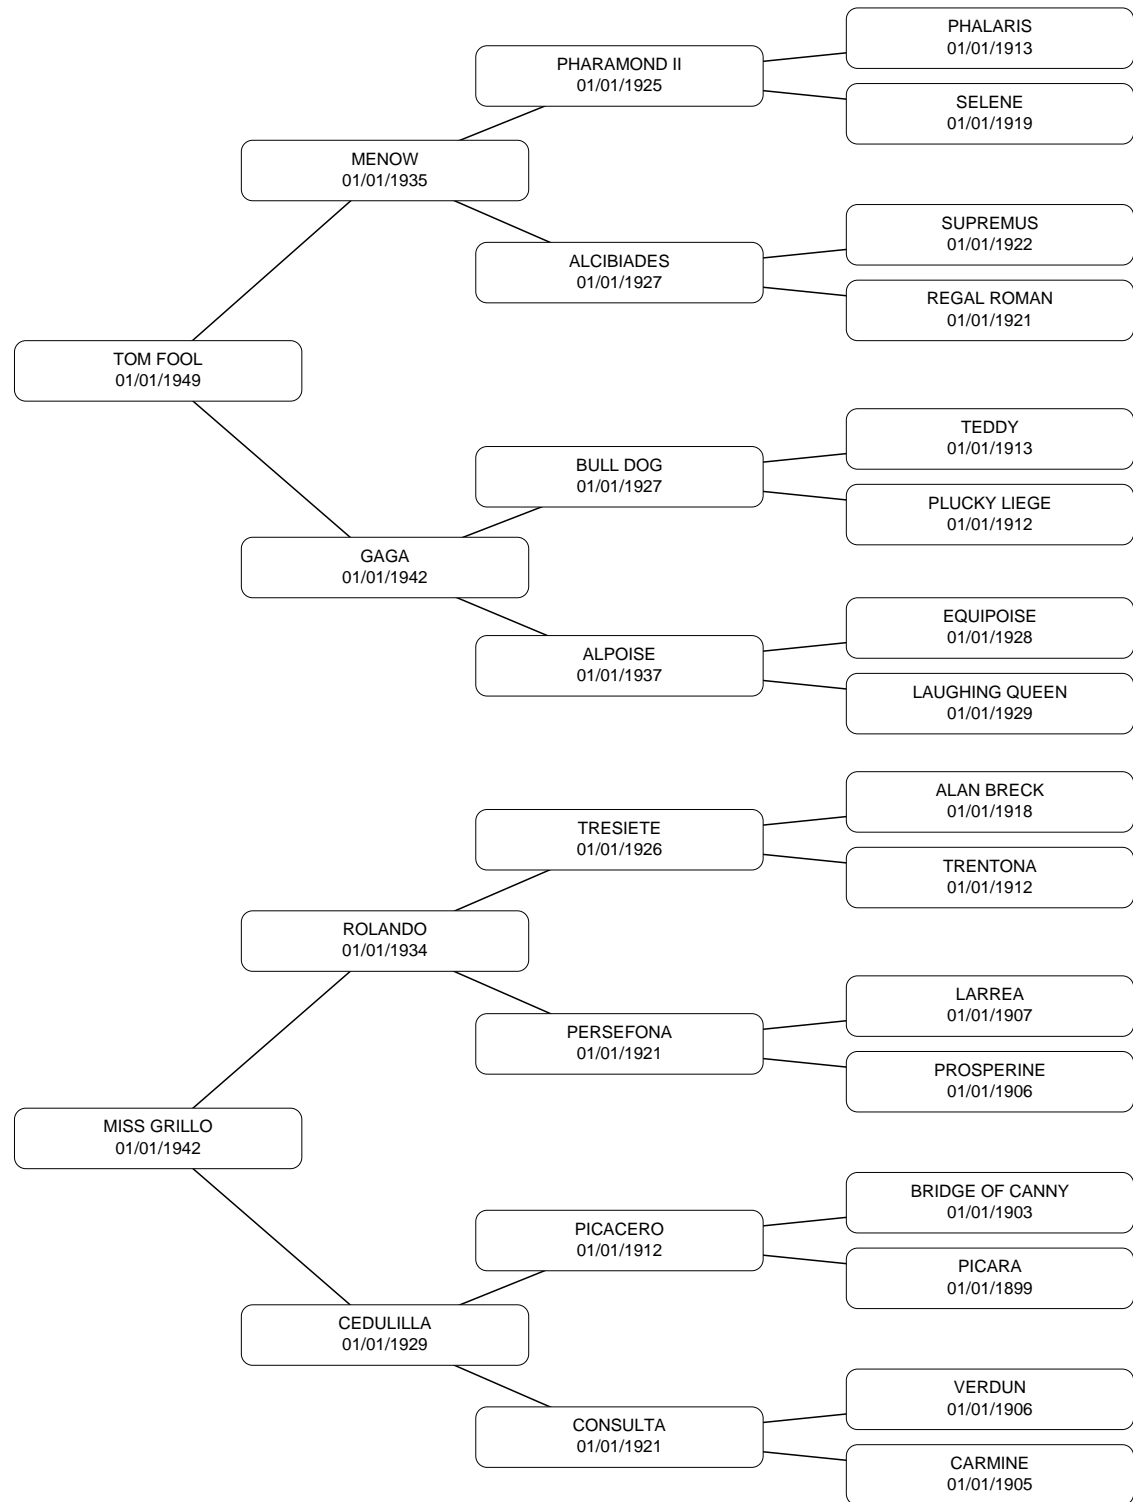 PHALARIS
01/01/1913
PHARAMOND II
01/01/1925
SELENE
01/01/1919
MENOW
01/01/1935
SUPREMUS
01/01/1922
ALCIBIADES
01/01/1927
REGAL ROMAN
01/01/1921
TOM FOOL
01/01/1949
TEDDY
01/01/1913
BULL DOG
01/01/1927
PLUCKY LIEGE
01/01/1912
GAGA
01/01/1942
EQUIPOISE
01/01/1928
ALPOISE
01/01/1937
LAUGHING QUEEN
01/01/1929
ALAN BRECK
01/01/1918
TRESIETE
01/01/1926
TRENTONA
01/01/1912
ROLANDO
01/01/1934
LARREA
01/01/1907
PERSEFONA
01/01/1921
PROSPERINE
01/01/1906
MISS GRILLO
01/01/1942
BRIDGE OF CANNY
01/01/1903
PICACERO
01/01/1912
PICARA
01/01/1899
CEDULILLA
01/01/1929
VERDUN
01/01/1906
CONSULTA
01/01/1921
CARMINE
01/01/1905